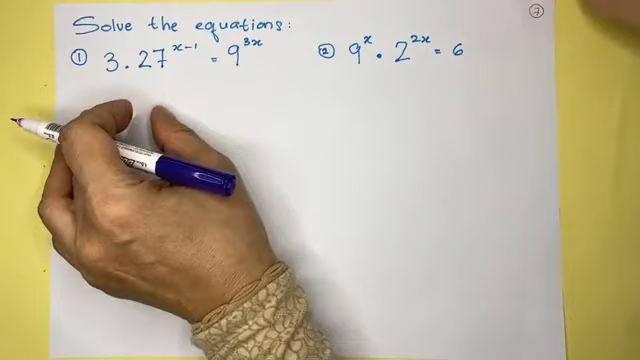 ⑦
Solve the equations:
① 3 . 27^{x-1} = 9^{3x}
② 9^x . 2^{2x} = 6